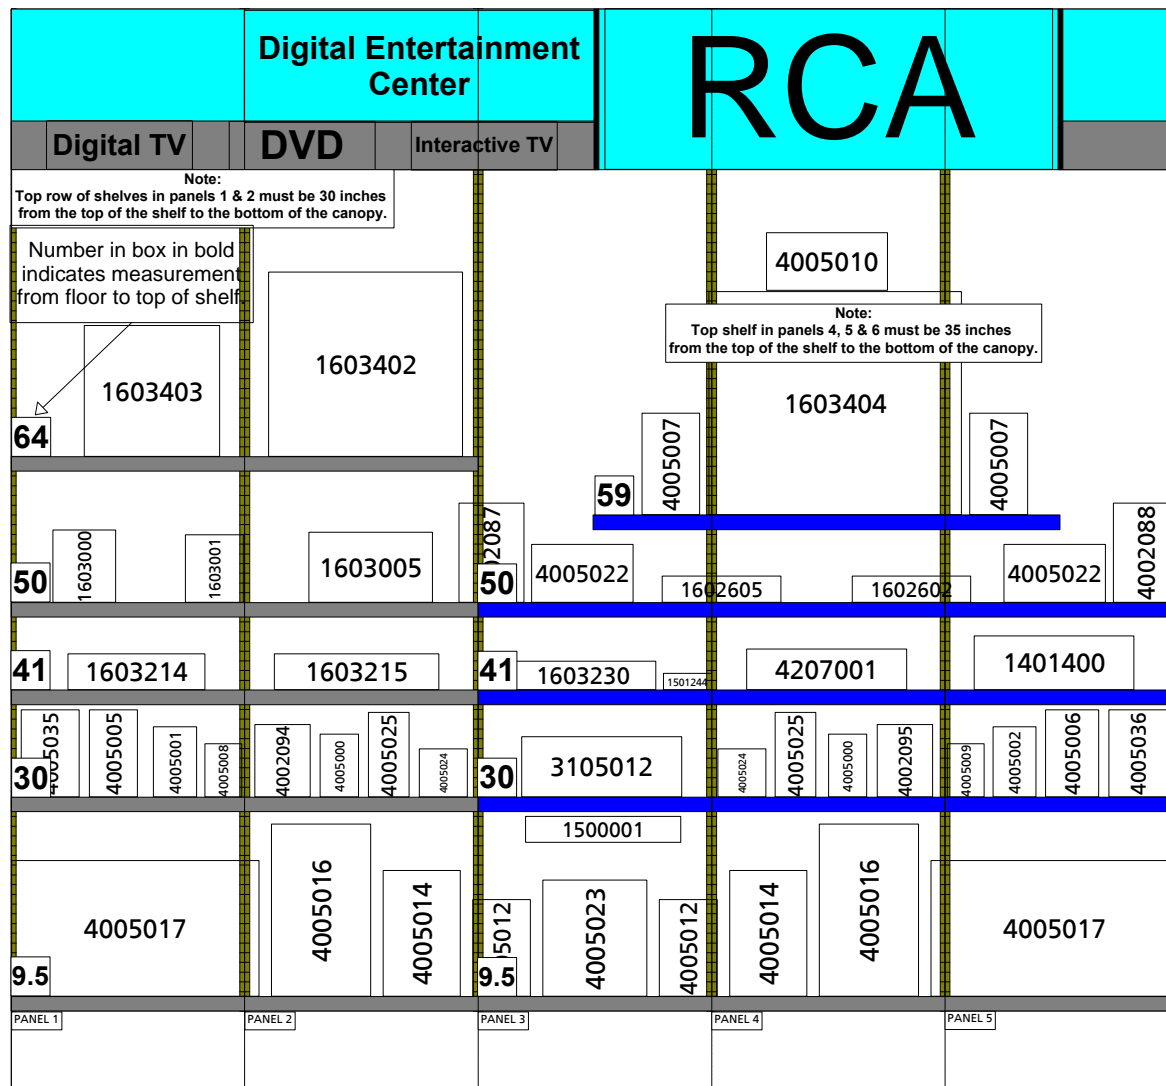 Digital Entertainment
Center
RCA
Digital TV
DVD
Interactive TV
Note:
Top row of shelves in panels 1 & 2 must be 30 inches
from the top of the shelf to the bottom of the canopy.
Number in box in bold
indicates measurement
from floor to top of shelf.
4005010
Note:
Top shelf in panels 4, 5 & 6 must be 35 inches
from the top of the shelf to the bottom of the canopy.
1603403
1603402
1603404
64
4005007
4005007
59
50
1603000
1603001
1603005
02087
50
4005022
1602605
1602602
4005022
4002088
41
1603214
1603215
41
1603230
1501244
4207001
1401400
30
4005035
4005005
4005001
4005008
4002094
4005000
4005025
4005024
30
3105012
4005024
4005025
4005000
4002095
4005009
4005002
4005006
4005036
1500001
9.5
4005017
4005016
4005014
9.5
05012
4005023
4005012
4005014
4005016
4005017
PANEL 1
PANEL 2
PANEL 3
PANEL 4
PANEL 5